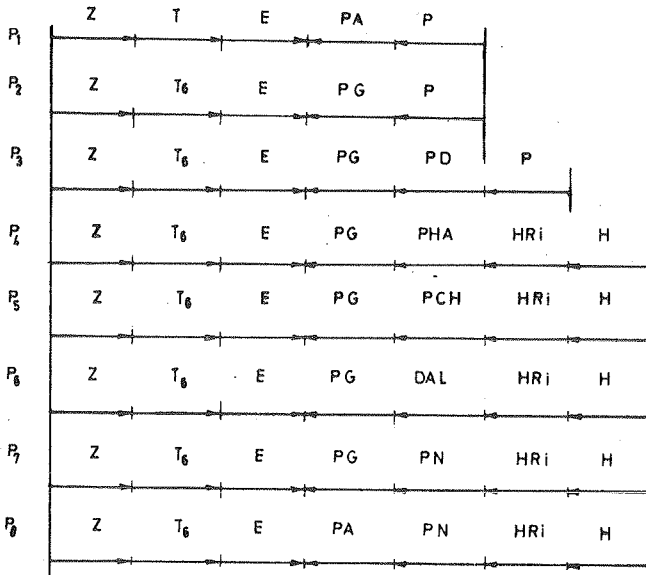 P1 Z T E PA P
P2 Z T6 E PG P
P3 Z T6 E PG PD P
P4 Z T6 E PG PHA HRi H
P5 Z T6 E PG PCH HRi H
P6 Z T6 E PG DAL HRi H
P7 Z T6 E PG PN HRi H
P8 Z T6 E PA PN HRi H